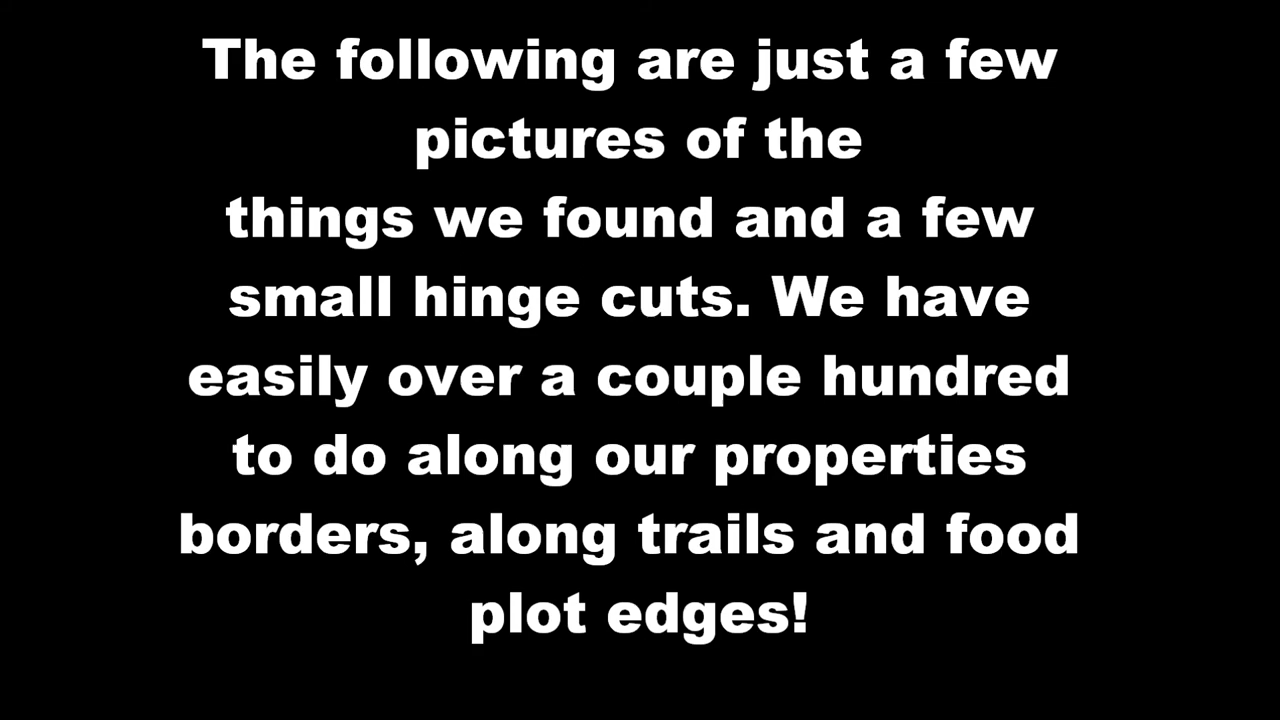 The following are just a few
pictures of the
things we found and a few
small hinge cuts. We have
easily over a couple hundred
to do along our properties
borders, along trails and food
plot edges!